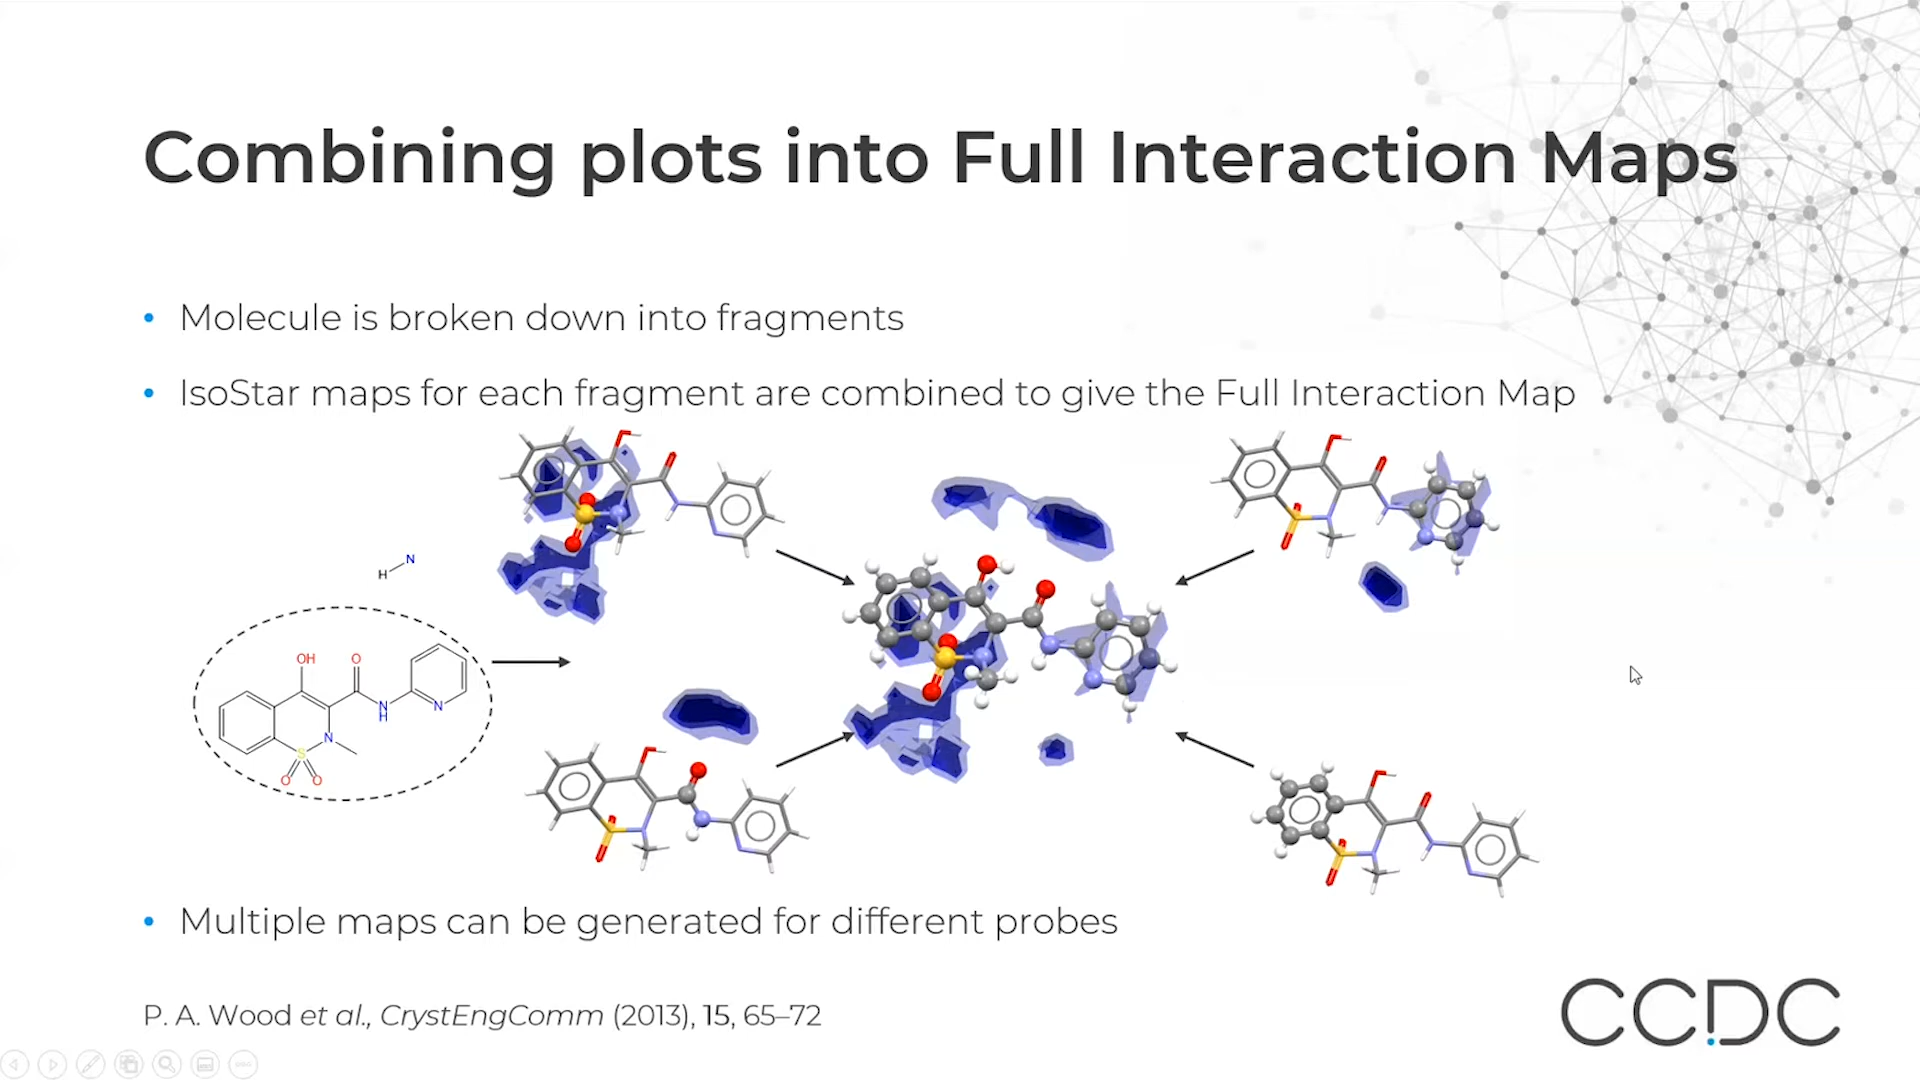 Combining plots into Full Interaction Maps
• Molecule is broken down into fragments
• IsoStar maps for each fragment are combined to give the Full Interaction Map
H N
OH O
N
H
N
N
S
O O
• Multiple maps can be generated for different probes
P. A. Wood et al., CrystEngComm (2013), 15, 65–72
CCDC